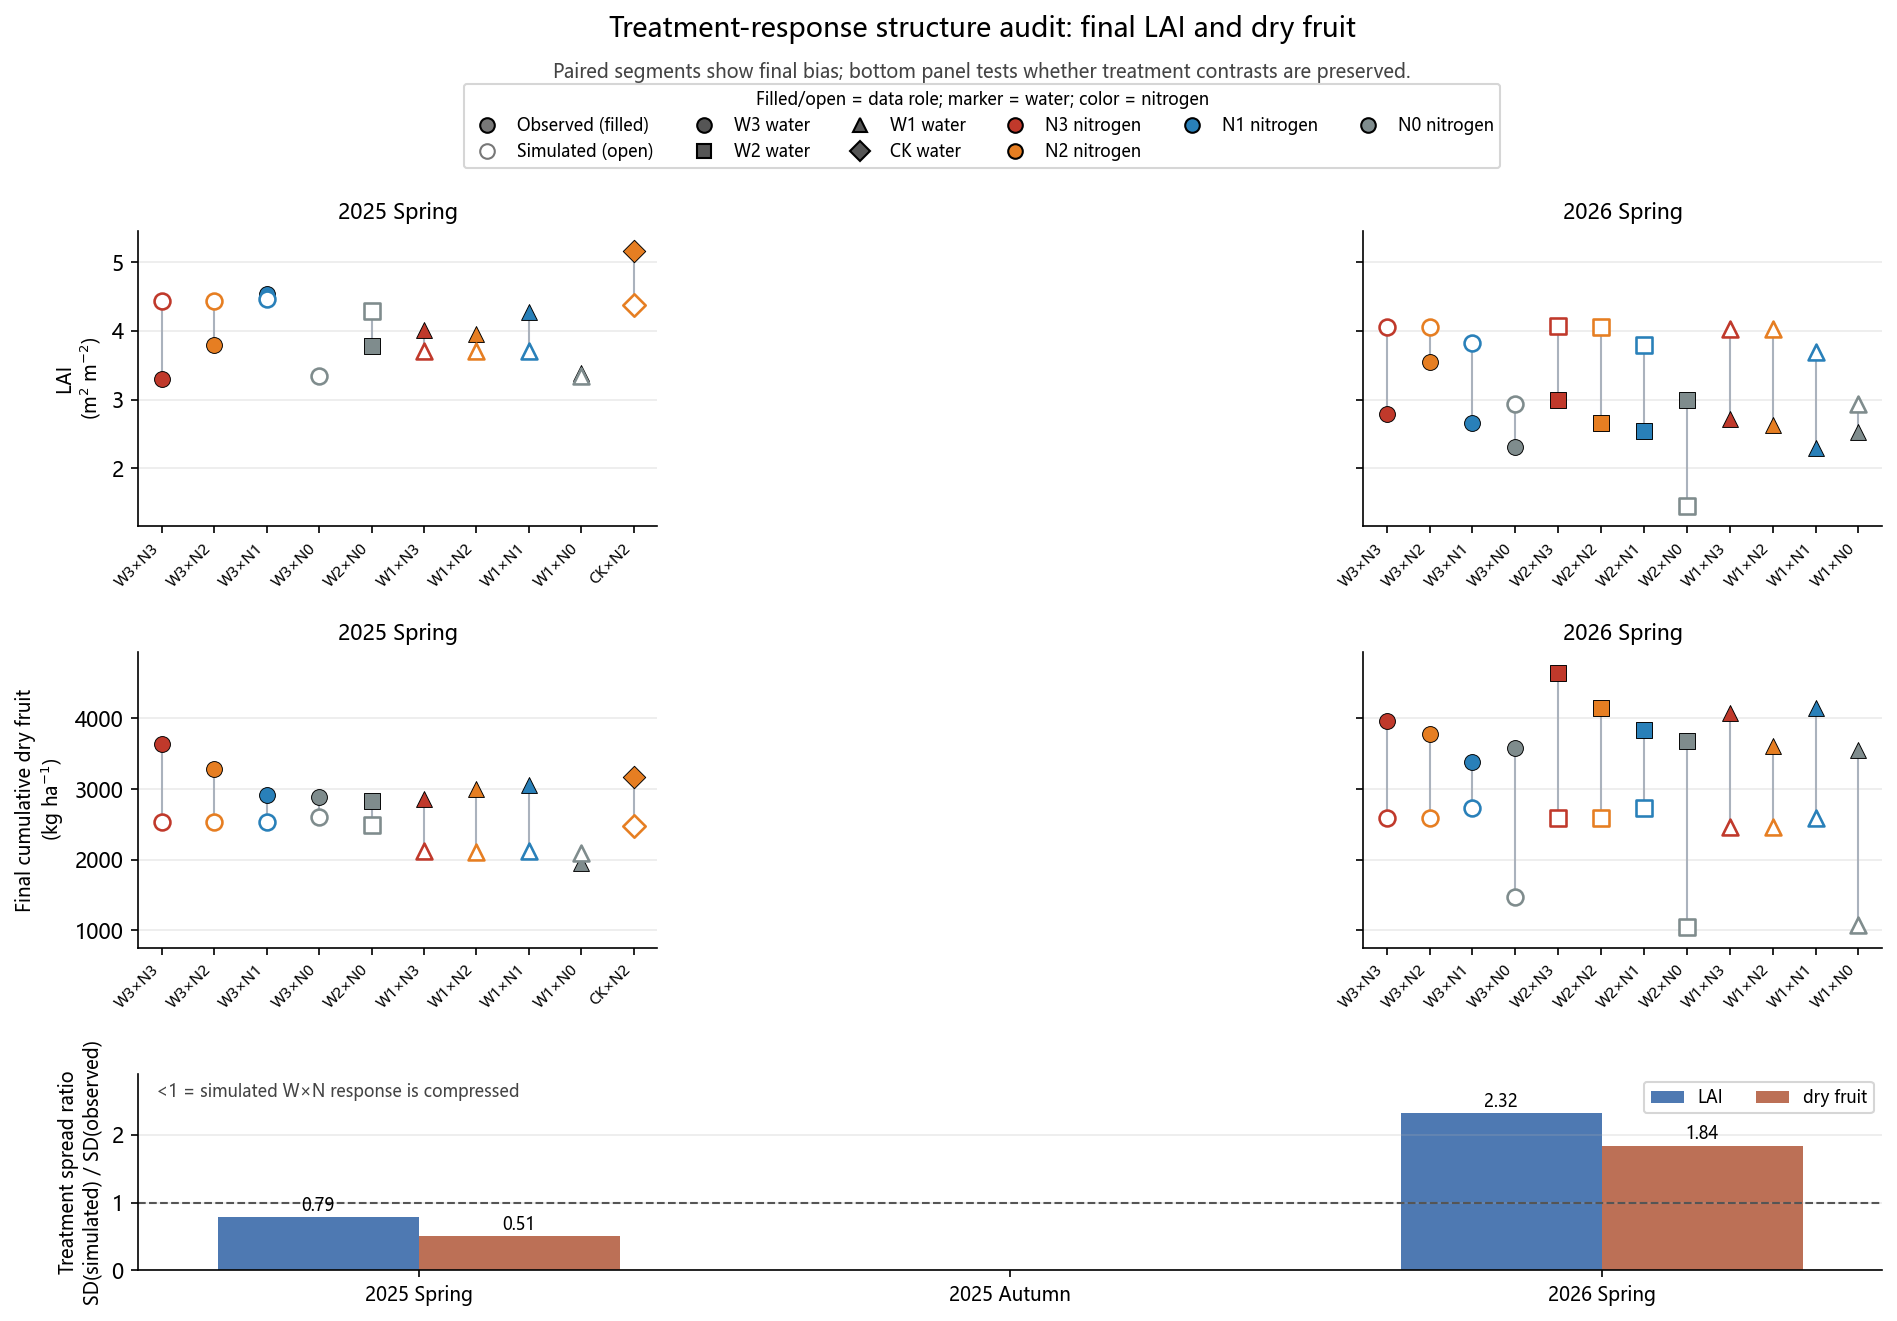 Treatment-response structure audit: final LAI and dry fruit
Paired segments show final bias; bottom panel tests whether treatment contrasts are preserved.
Filled/open = data role; marker = water; color = nitrogen
Observed (filled) W3 water W1 water N3 nitrogen N1 nitrogen N0 nitrogen
Simulated (open) W2 water CK water N2 nitrogen
2025 Spring
LAI
(m² m⁻²)
5
4
3
2
W3×N3 W3×N2 W3×N1 W3×N0 W2×N0 W1×N3 W1×N2 W1×N1 W1×N0 CK×N2
2026 Spring
W3×N3 W3×N2 W3×N1 W3×N0 W2×N3 W2×N2 W2×N1 W2×N0 W1×N3 W1×N2 W1×N1 W1×N0
2025 Spring
Final cumulative dry fruit
(kg ha⁻¹)
4000
3000
2000
1000
W3×N3 W3×N2 W3×N1 W3×N0 W2×N0 W1×N3 W1×N2 W1×N1 W1×N0 CK×N2
2026 Spring
W3×N3 W3×N2 W3×N1 W3×N0 W2×N3 W2×N2 W2×N1 W2×N0 W1×N3 W1×N2 W1×N1 W1×N0
Treatment spread ratio
SD(simulated) / SD(observed)
<1 = simulated W×N response is compressed
LAI dry fruit
2
1
0
0.79
0.51
2.32
1.84
2025 Spring 2025 Autumn 2026 Spring